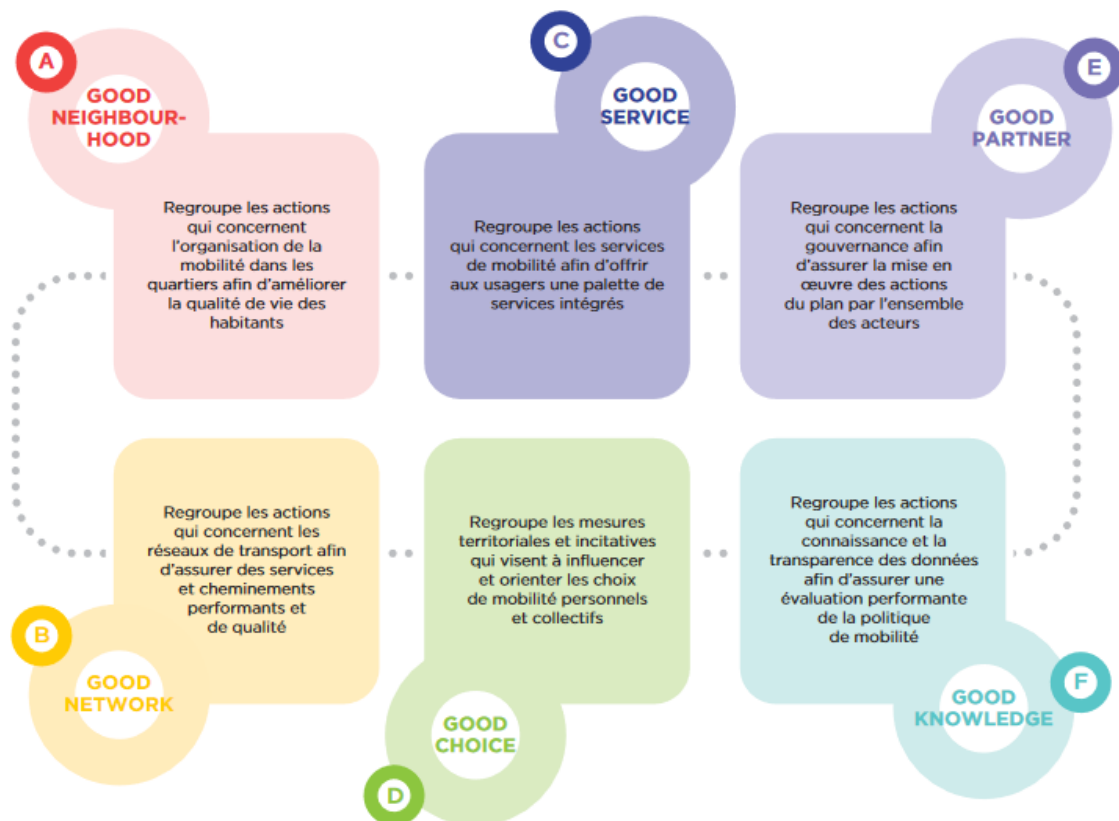 A
GOOD
NEIGHBOUR-
HOOD
Regroupe les actions
qui concernent
l'organisation de la
mobilité dans les
quartiers afin d'améliorer
la qualité de vie des
habitants
C
GOOD
SERVICE
Regroupe les actions
qui concernent les services
de mobilité afin d'offrir
aux usagers une palette de
services intégrés
E
GOOD
PARTNER
Regroupe les actions
qui concernent la
gouvernance afin
d'assurer la mise en
œuvre des actions
du plan par l'ensemble
des acteurs
B
GOOD
NETWORK
Regroupe les actions
qui concernent les
réseaux de transport afin
d'assurer des services
et cheminements
performants et
de qualité
D
GOOD
CHOICE
Regroupe les mesures
territoriales et incitatives
qui visent à influencer
et orienter les choix
de mobilité personnels
et collectifs
F
GOOD
KNOWLEDGE
Regroupe les actions
qui concernent la
connaissance et la
transparence des données
afin d'assurer une
évaluation performante
de la politique
de mobilité